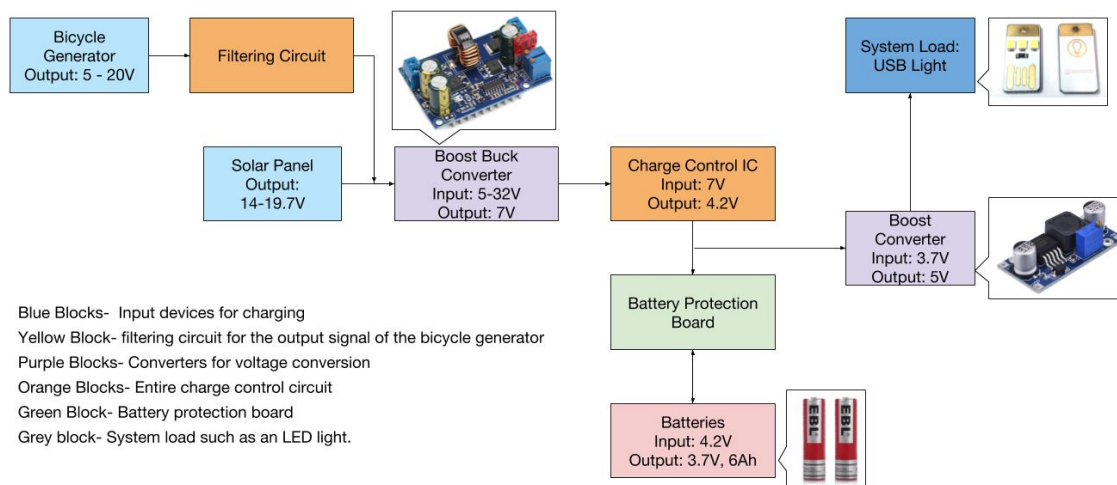 Bicycle
Generator
Output: 5 - 20V
Filtering Circuit
System Load:
USB Light
Solar Panel
Output:
14-19.7V
Boost Buck
Converter
Input: 5-32V
Output: 7V
Charge Control IC
Input: 7V
Output: 4.2V
Boost
Converter
Input: 3.7V
Output: 5V
Battery Protection
Board
Batteries
Input: 4.2V
Output: 3.7V, 6Ah
EBL
EBL
Blue Blocks- Input devices for charging
Yellow Block- filtering circuit for the output signal of the bicycle generator
Purple Blocks- Converters for voltage conversion
Orange Blocks- Entire charge control circuit
Green Block- Battery protection board
Grey block- System load such as an LED light.